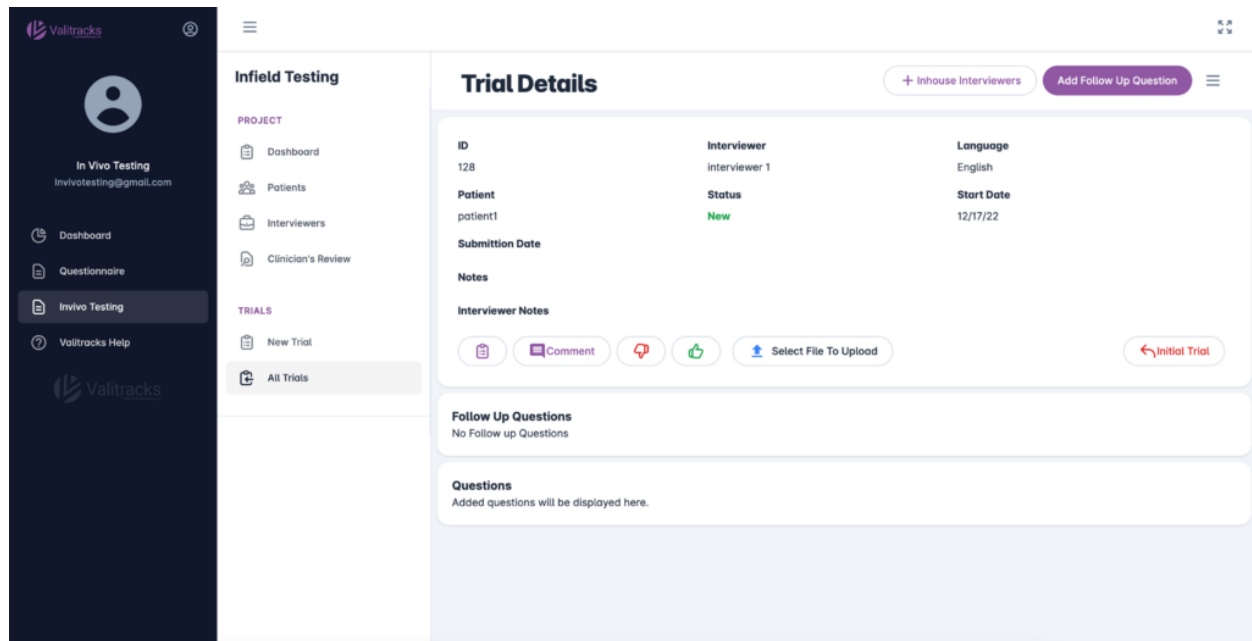 Valitracks
In Vivo Testing
Invivotesting@gmail.com
Dashboard
Questionnaire
Invivo Testing
Valitracks Help
Valitracks
Infield Testing
PROJECT
Dashboard
Patients
Interviewers
Clinician's Review
TRIALS
New Trial
All Trials
Trial Details
+ Inhouse Interviewers
Add Follow Up Question
ID
128
Interviewer
interviewer 1
Language
English
Patient
patient1
Status
New
Start Date
12/17/22
Submittion Date
Notes
Interviewer Notes
Comment
Select File To Upload
Initial Trial
Follow Up Questions
No Follow up Questions
Questions
Added questions will be displayed here.